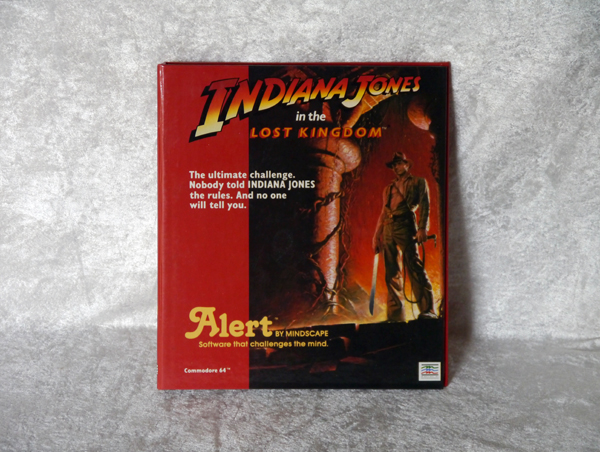 INDIANA JONES
in the
LOST KINGDOM™
The ultimate challenge.
Nobody told INDIANA JONES
the rules. And no one
will tell you.
Alert™ BY MINDSCAPE
Software that challenges the mind.
Commodore 64™